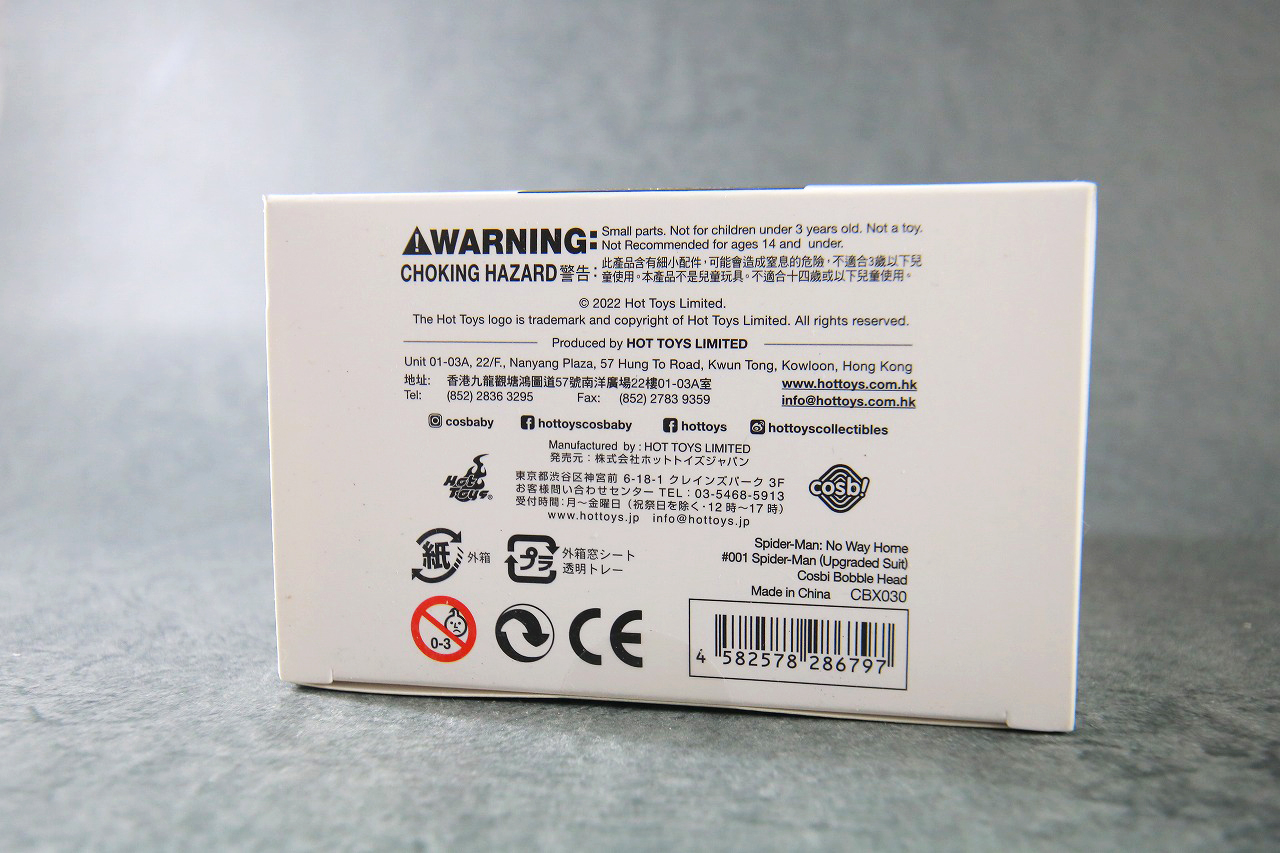 WARNING: Small parts. Not for children under 3 years old. Not a toy.
Not Recommended for ages 14 and under.
CHOKING HAZARD 警告: 此產品含有細小配件，可能會造成窒息的危險，不適合3歲以下兒
童使用。本產品不是兒童玩具。不適合十四歲或以下兒童使用。
© 2022 Hot Toys Limited.
The Hot Toys logo is trademark and copyright of Hot Toys Limited. All rights reserved.
Produced by HOT TOYS LIMITED
Unit 01-03A, 22/F., Nanyang Plaza, 57 Hung To Road, Kwun Tong, Kowloon, Hong Kong
地址: 香港九龍觀塘鴻圖道57號南洋廣場22樓01-03A室 www.hottoys.com.hk
Tel: (852) 2836 3295 Fax: (852) 2783 9359 info@hottoys.com.hk
cosbaby hottoyscosbaby hottoys hottoyscollectibles
Manufactured by : HOT TOYS LIMITED
発売元：株式会社ホットトイズジャパン
東京都渋谷区神宮前 6-18-1 クレインズパーク 3F
お客様問い合わせセンター TEL：03-5468-5913
受付時間：月～金曜日（祝祭日を除く・12時～17時）
www.hottoys.jp info@hottoys.jp
Hot Toys®
cosbi
紙 外箱
プラ 外箱窓シート
透明トレー
Spider-Man: No Way Home
#001 Spider-Man (Upgraded Suit)
Cosbi Bobble Head
Made in China CBX030
0-3
CE
4 582578 286797